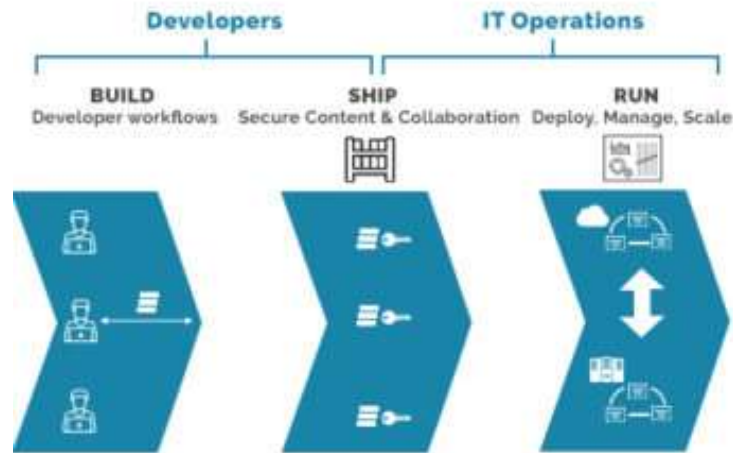 Developers
IT Operations
BUILD
Developer workflows
SHIP
Secure Content & Collaboration
RUN
Deploy, Manage, Scale